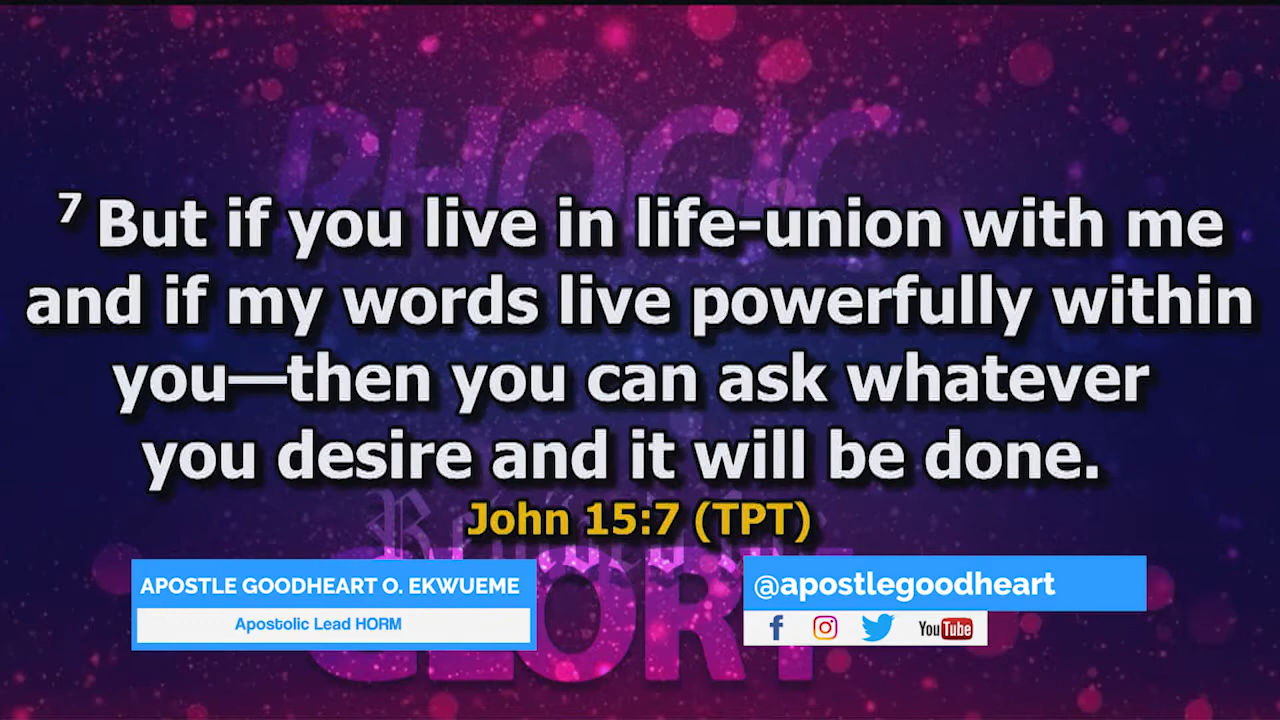 PHOGIC
7 But if you live in life-union with me
and if my words live powerfully within
you—then you can ask whatever
you desire and it will be done.
John 15:7 (TPT)
GLORY
APOSTLE GOODHEART O. EKWUEME
Apostolic Lead HORM
@apostlegoodheart
YouTube